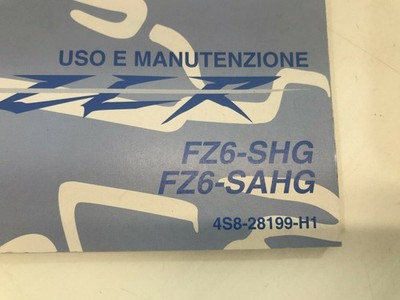 USO E MANUTENZIONE
FZ6-SHG
FZ6-SAHG
4S8-28199-H1